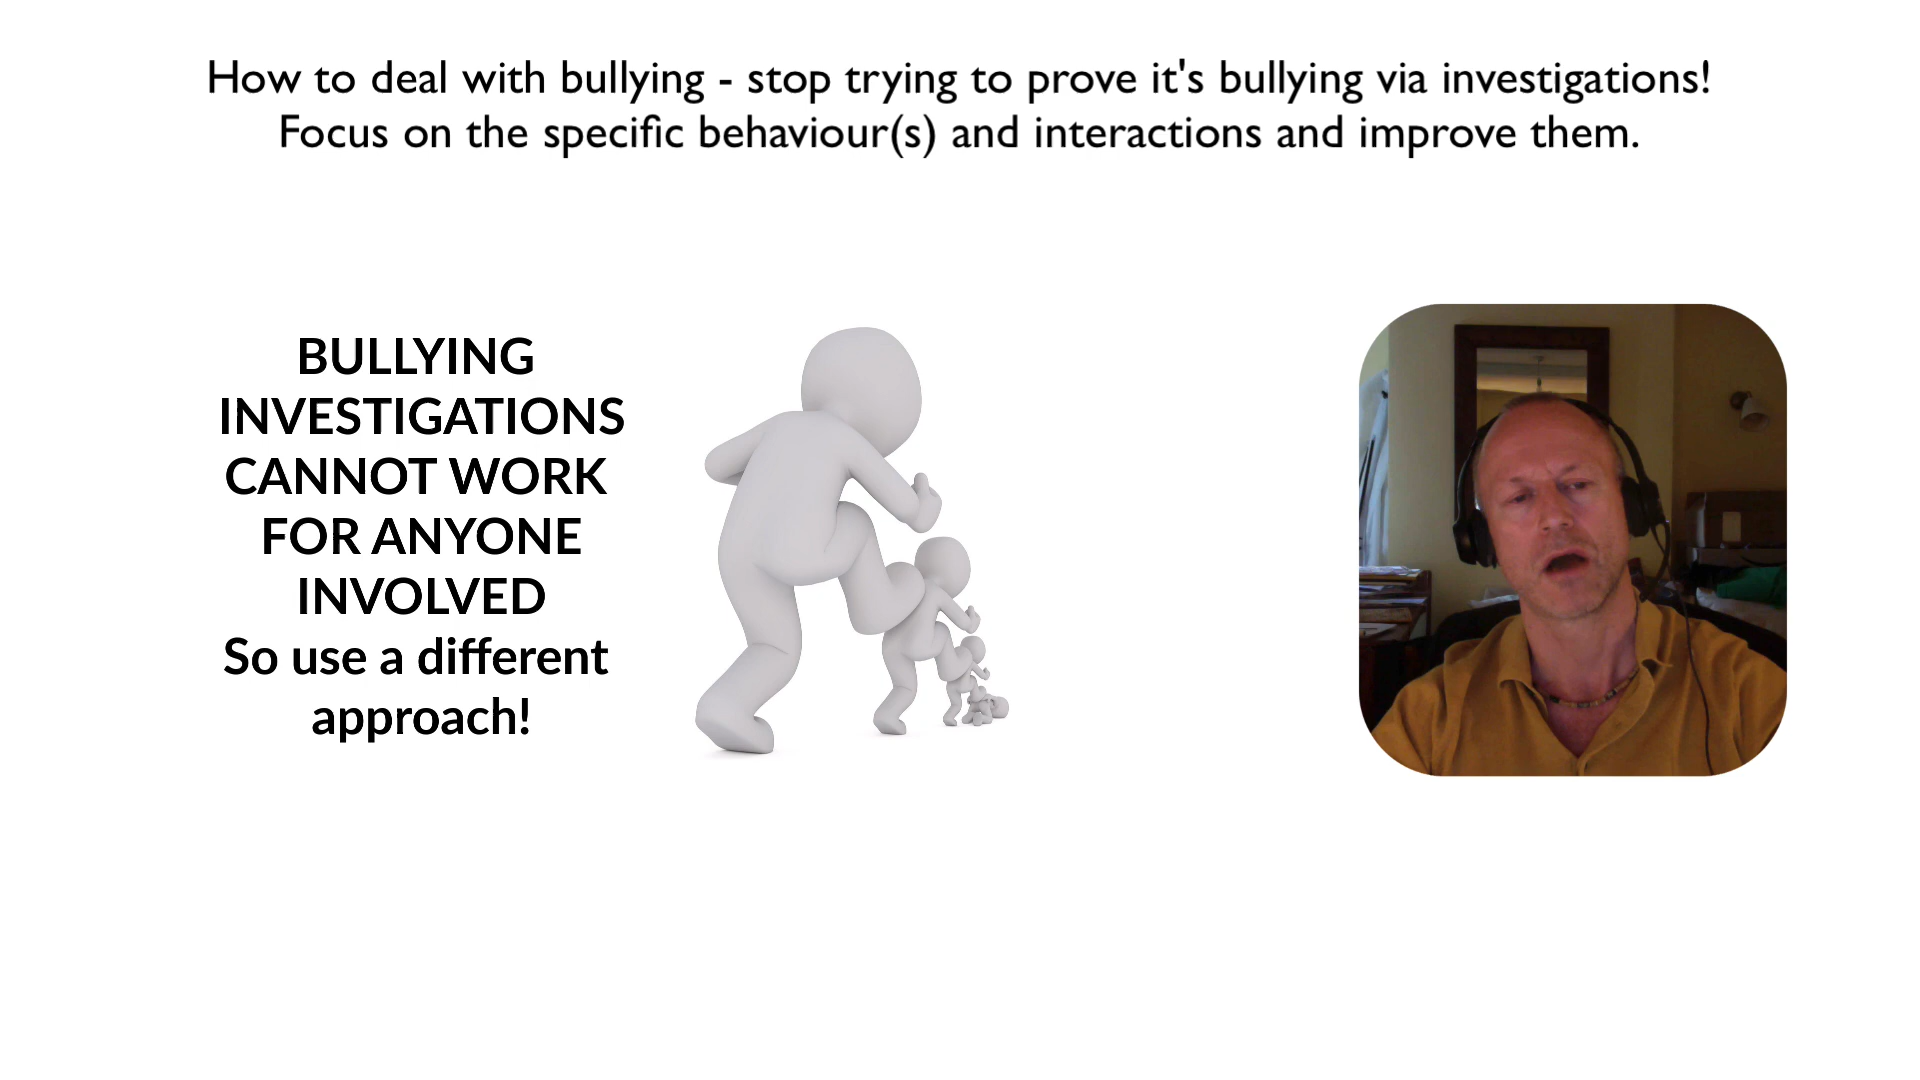 How to deal with bullying - stop trying to prove it's bullying via investigations!
Focus on the specific behaviour(s) and interactions and improve them.
BULLYING
INVESTIGATIONS
CANNOT WORK
FOR ANYONE
INVOLVED
So use a different
approach!